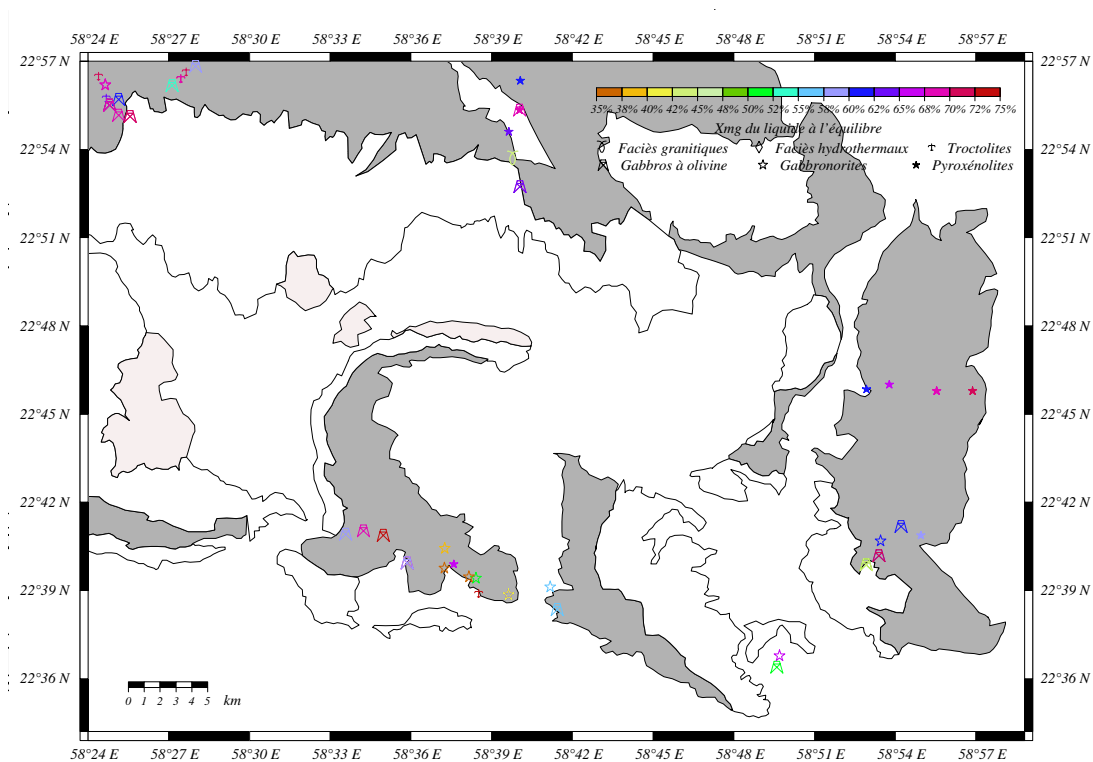 58°24 E 58°27 E 58°30 E 58°33 E 58°36 E 58°39 E 58°42 E 58°45 E 58°48 E 58°51 E 58°54 E 58°57 E
22°57 N 22°57 N
35% 38% 40% 42% 45% 48% 50% 52% 55% 58% 60% 62% 65% 68% 70% 72% 75%
Xmg du liquide à l'équilibre
Faciès granitiques Faciès hydrothermaux Troctolites
22°54 N 22°54 N
Gabbros à olivine Gabbronorites Pyroxénolites
22°51 N 22°51 N
22°48 N 22°48 N
22°45 N 22°45 N
22°42 N 22°42 N
22°39 N 22°39 N
22°36 N 22°36 N
0 1 2 3 4 5 km
58°24 E 58°27 E 58°30 E 58°33 E 58°36 E 58°39 E 58°42 E 58°45 E 58°48 E 58°51 E 58°54 E 58°57 E